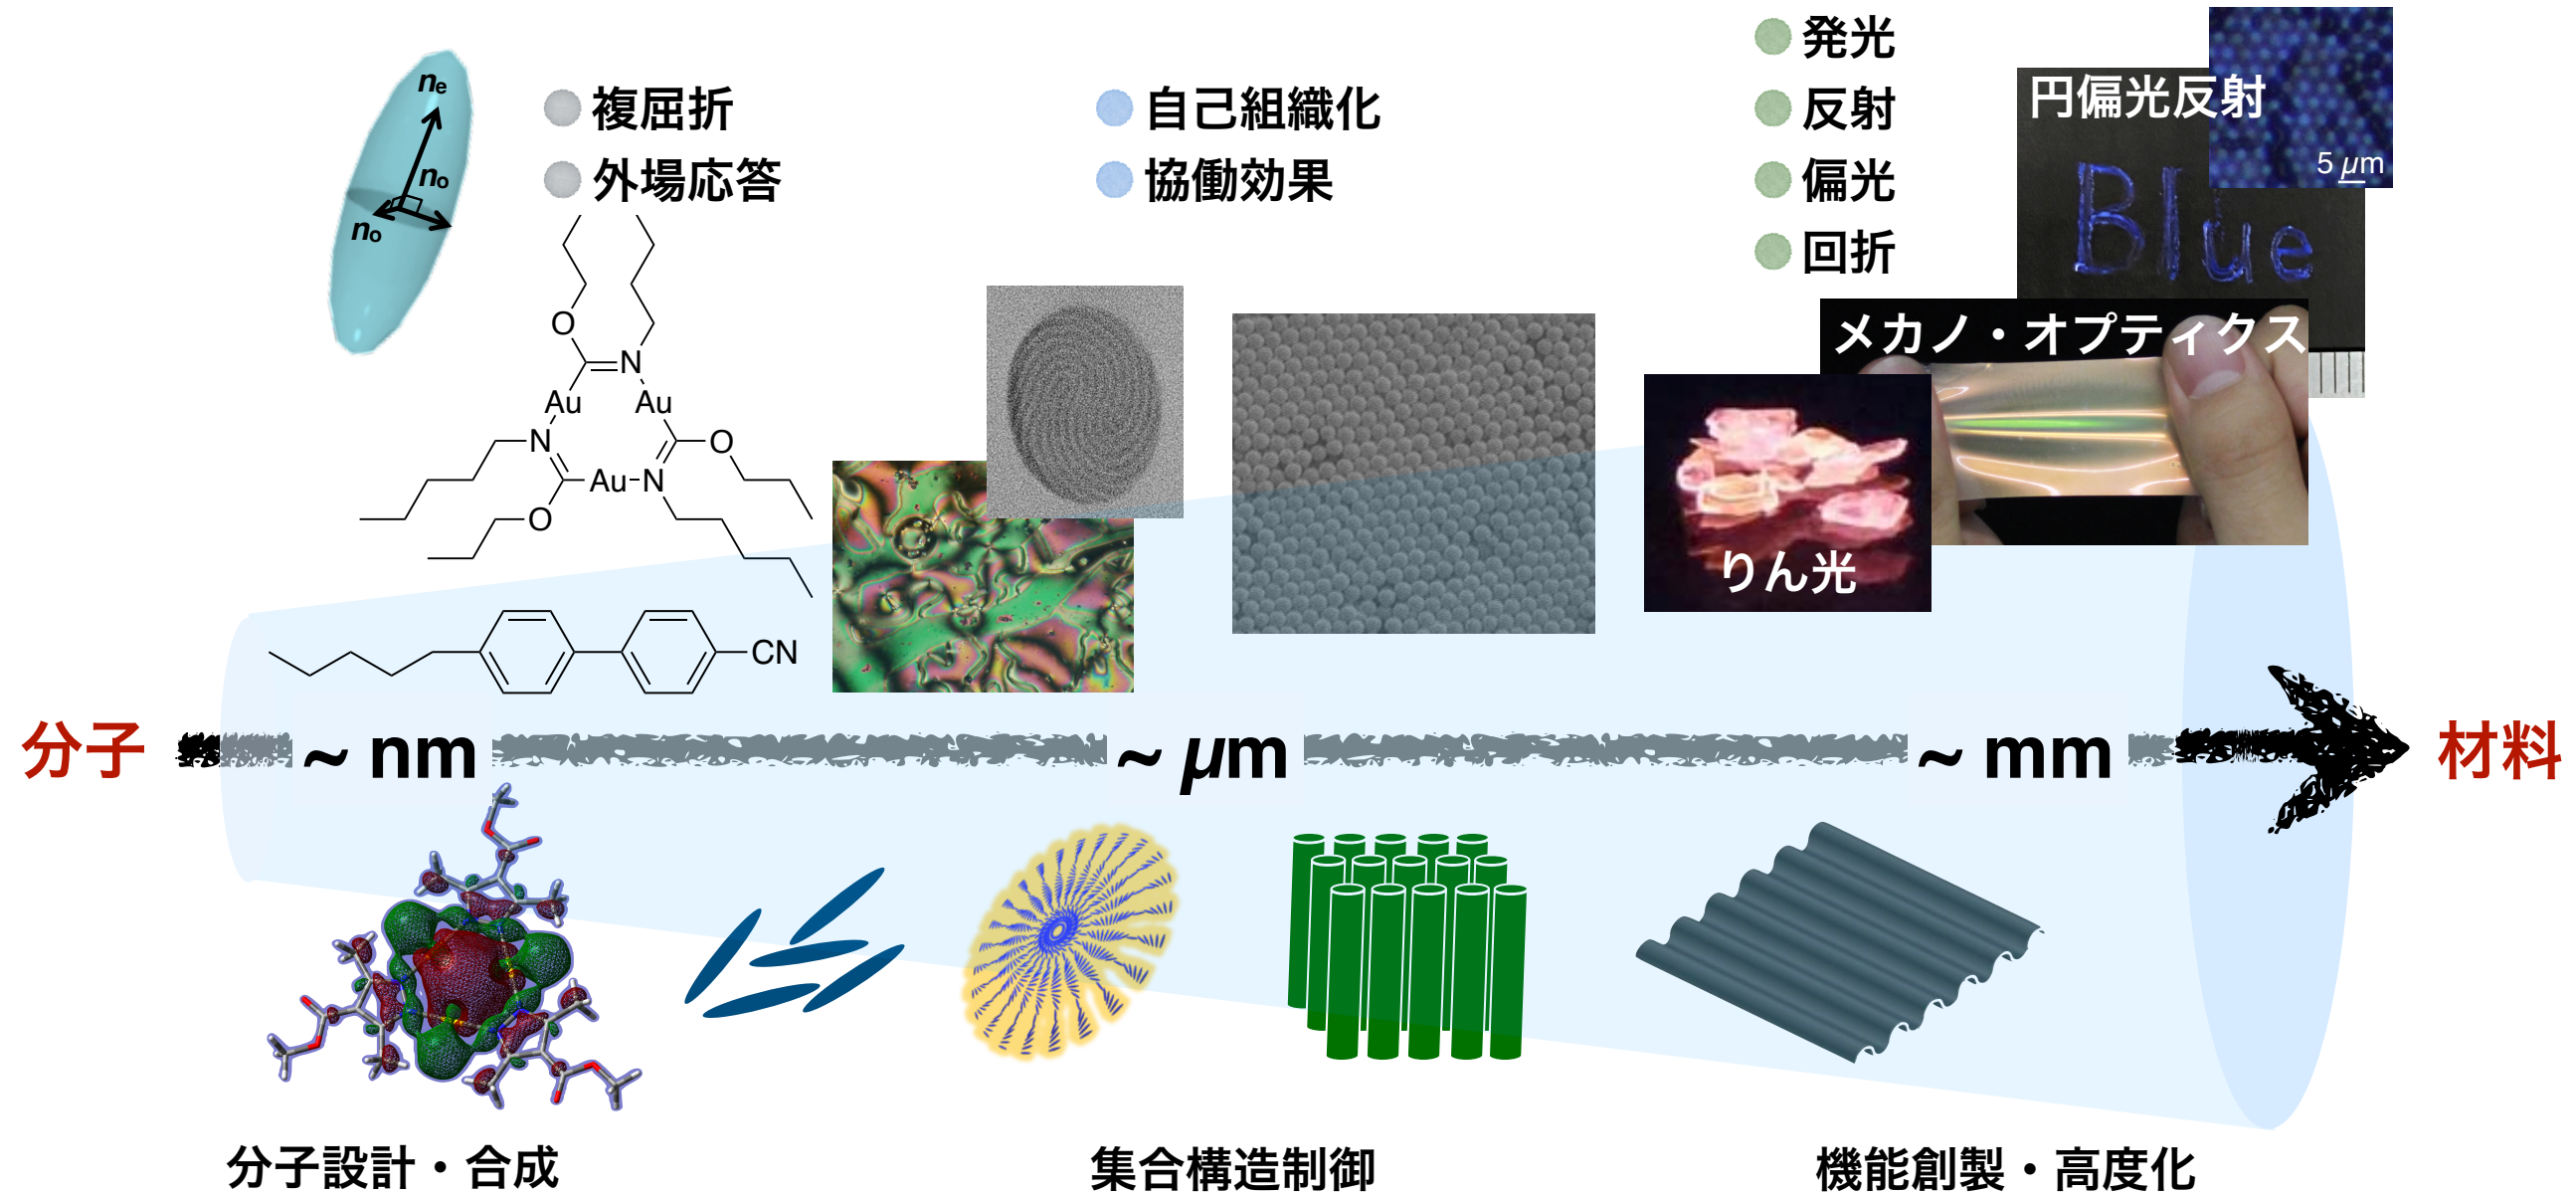 n_e
n_o
n_o
複屈折
外場応答
自己組織化
協働効果
発光
反射
偏光
回折
円偏光反射
5 µm
Blue
メカノ・オプティクス
りん光
O
N
Au
Au
N
O
Au
N
O
CN
分子
~ nm
~ µm
~ mm
材料
分子設計・合成
集合構造制御
機能創製・高度化